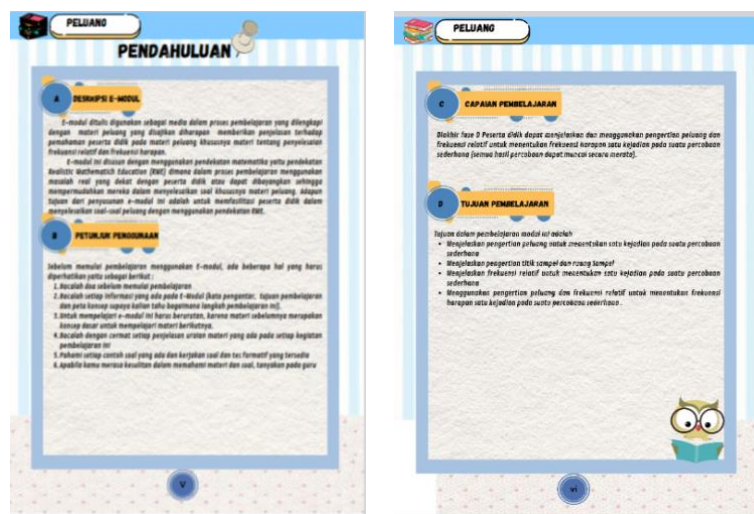 PELUANG
PENDAHULUAN
A DESKRIPSI E-MODUL
E-modul ditulis digunakan sebagai media dalam proses pembelajaran yang dilengkapi
dengan materi peluang yang disajikan diharapan memberikan penjelasan terhadap
pemahaman peserta didik pada materi peluang khususnya materi tentang penyelesaian
frekuensi relatif dan frekuensi harapan.
E-modul ini disusun dengan menggunakan pendekatan matematika yaitu pendekatan
Realistic Mathematich Education (RME) dimana dalam proses pembelajaran menggunakan
masalah real yang dekat dengan peserta didik atau dapat dibayangkan sehingga
mempermudahkan mereka dalam menyelesaikan soal khususnya materi peluang. Adapun
tujuan dari penyusunan e-modul ini adalah untuk memfasilitasi peserta didik dalam
menyelesaikan soal-soal peluang dengan menggunakan pendekatan RME.
B PETUNJUK PENGGUNAAN
Sebelum memulai pembelajaran menggunakan E-modul, ada beberapa hal yang harus
diperhatikan yaitu sebagai berikut :
1. Bacalah doa sebelum memulai pembelajaran
2. Bacalah setiap informasi yang ada pada E-Modul (kata pengantar, tujuan pembelajaran
dan peta konsep supaya kalian tahu bagaimana langkah pembelajaran ini).
3. Untuk mempelajari e-modul ini harus berurutan, karena materi sebelumnya merupakan
konsep dasar untuk mempelajari materi berikutnya.
4. Bacalah dengan cermat setiap penjelasan uraian materi yang ada pada setiap kegiatan
pembelajaran ini
5. Pahami setiap contoh soal yang ada dan kerjakan soal dan tes formatif yang tersedia
6. Apabila kamu merasa kesulitan dalam memahami materi dan soal, tanyakan pada guru
V
PELUANG
C CAPAIAN PEMBELAJARAN
Diakhir fase D Peserta didik dapat menjelaskan dan menggunakan pengertian peluang dan
frekuensi relatif untuk menentukan frekuensi harapan satu kejadian pada suatu percobaan
sederhana (semua hasil percobaan dapat muncul secara merata).
D TUJUAN PEMBELAJARAN
Tujuan dalam pembelajaran modul ini adalah
• Menjelaskan pengertian peluang untuk menentukan satu kejadian pada suatu percobaan
sederhana
• Menjelaskan pengertian titik sampel dan ruang sampel
• Menjelaskan frekuensi relatif untuk menentukan satu kejadian pada suatu percobaan
sederhana
• Menggunakan pengertian peluang dan frekuensi relatif untuk menentukan frekuensi
harapan satu kejadian pada suatu percobaan sederhana .
vi